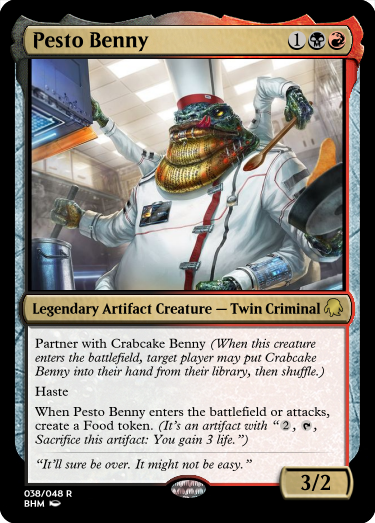 Pesto Benny 1
Legendary Artifact Creature — Twin Criminal
Partner with Crabcake Benny (When this creature
enters the battlefield, target player may put Crabcake
Benny into their hand from their library, then shuffle.)
Haste
When Pesto Benny enters the battlefield or attacks,
create a Food token. (It's an artifact with “2, ,
Sacrifice this artifact: You gain 3 life.”)
“It'll sure be over. It might not be easy.”
3/2
038/048 R
BHM